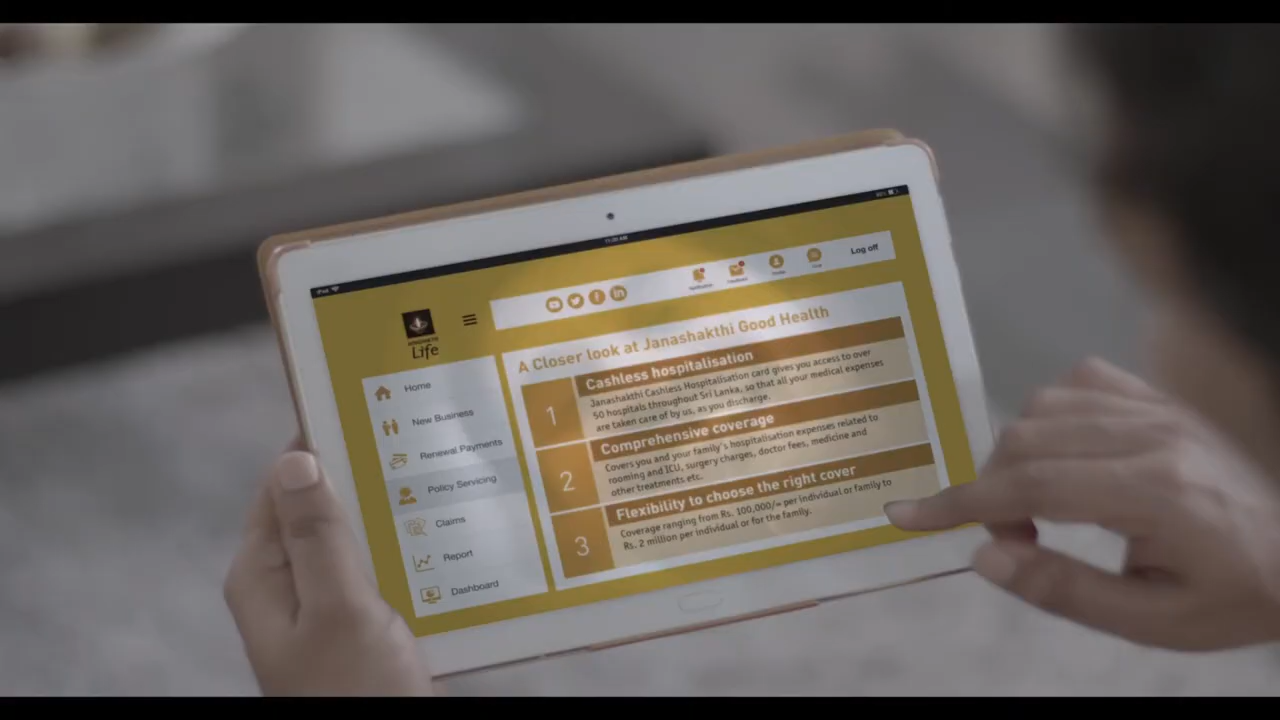 iPad
11:00 AM
Log off
JANASHAKTHI
Life
Home
New Business
Renewal Payments
Policy Servicing
Claims
Report
Dashboard
A Closer look at Janashakthi Good Health
1
Cashless hospitalisation
Janashakthi Cashless Hospitalisation card gives you access to over
50 hospitals throughout Sri Lanka, so that all your medical expenses
are taken care of by us, as you discharge.
2
Comprehensive coverage
Covers you and your family's hospitalisation expenses related to
rooming and ICU, surgery charges, doctor fees, medicine and
other treatments etc.
3
Flexibility to choose the right cover
Coverage ranging from Rs. 100,000/= per individual or family to
Rs. 2 million per individual or for the family.